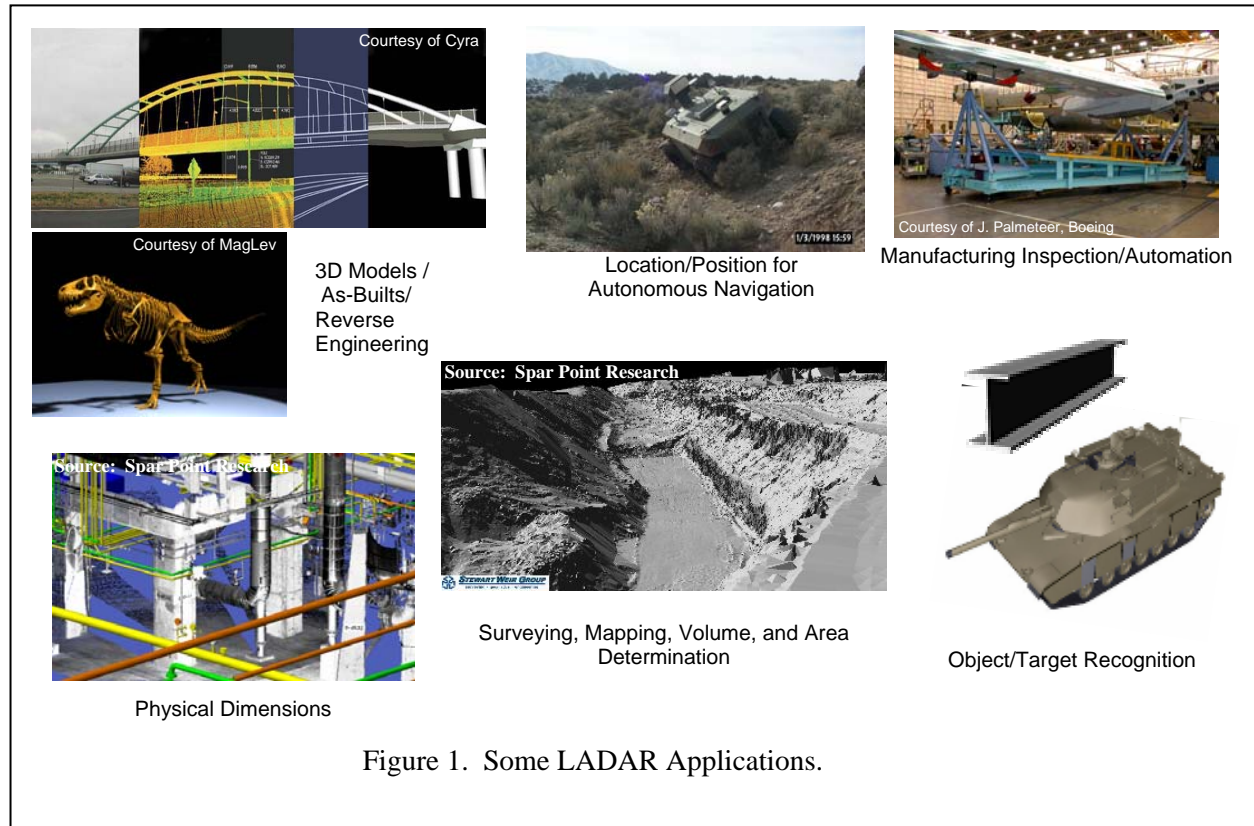 Courtesy of Cyra
1/3/1998 15:59
Courtesy of J. Palmeteer, Boeing
Courtesy of MagLev
3D Models /
As-Builts/
Reverse
Engineering
Location/Position for
Autonomous Navigation
Manufacturing Inspection/Automation
Source: Spar Point Research
Source: Spar Point Research
STEWART WEIR GROUP
Physical Dimensions
Surveying, Mapping, Volume, and Area
Determination
Object/Target Recognition
Figure 1. Some LADAR Applications.